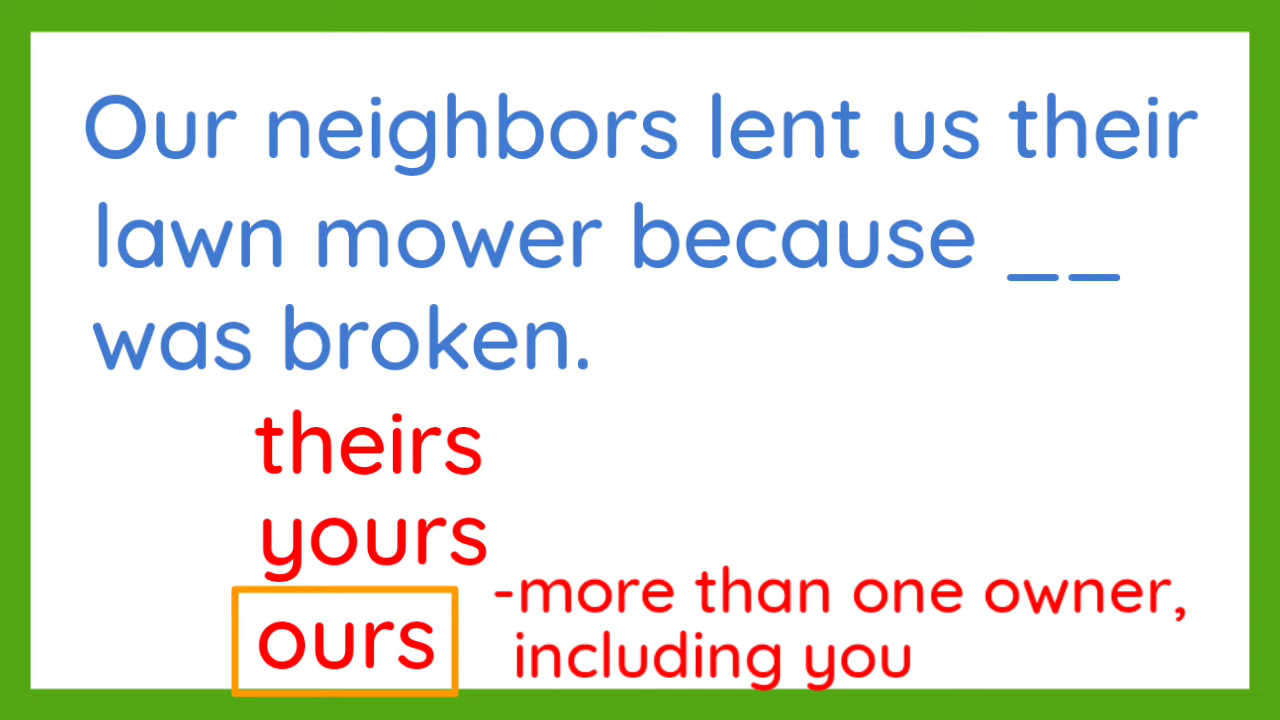 Our neighbors lent us their
lawn mower because __
was broken.
theirs
yours
ours
-more than one owner,
including you